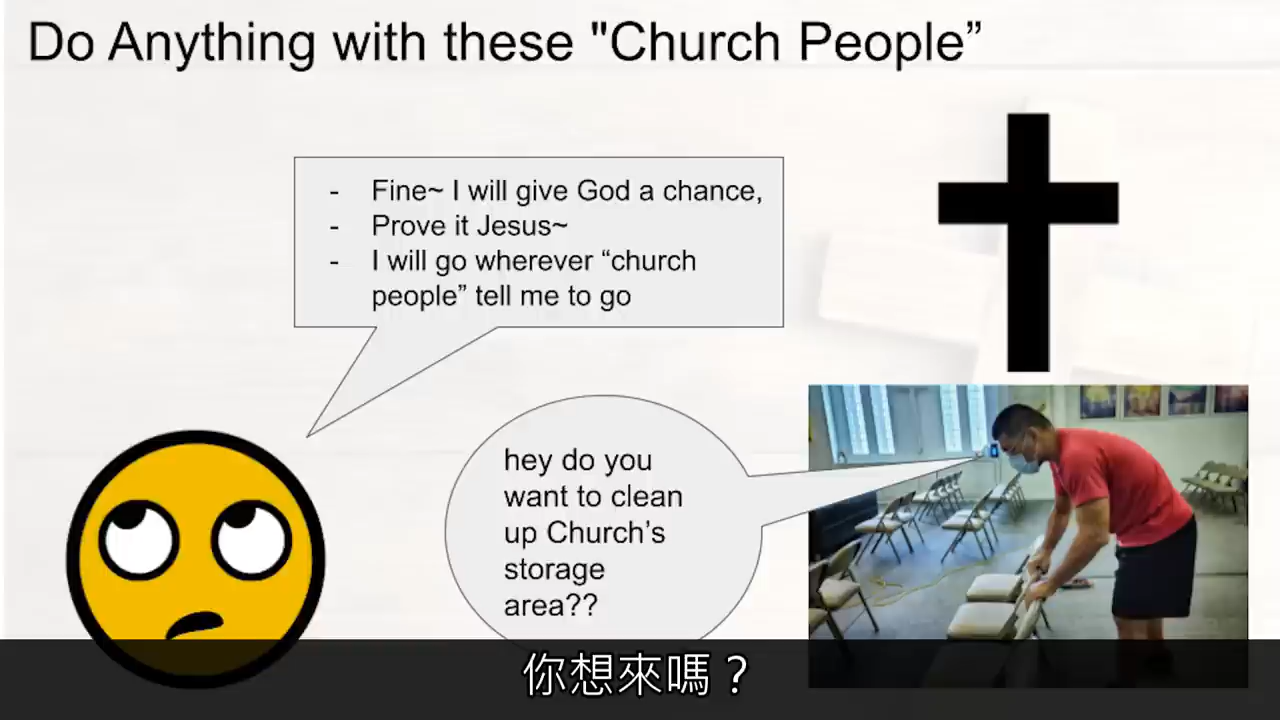 Do Anything with these "Church People”
- Fine~ I will give God a chance,
- Prove it Jesus~
- I will go wherever “church
people” tell me to go
hey do you
want to clean
up Church’s
storage
area??
你想來嗎？